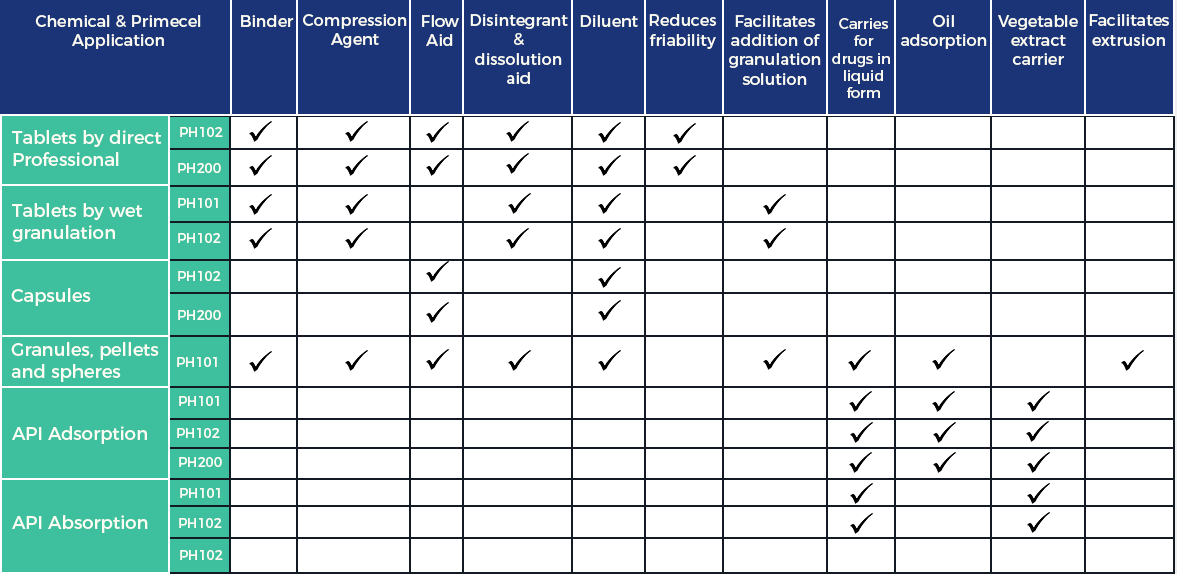 Chemical & Primecel
Application
Binder
Compression
Agent
Flow
Aid
Disintegrant
&
dissolution
aid
Diluent
Reduces
friability
Facilitates
addition of
granulation
solution
Carries
for
drugs in
liquid
form
Oil
adsorption
Vegetable
extract
carrier
Facilitates
extrusion
Tablets by direct
Professional
PH102
✓ ✓ ✓ ✓ ✓ ✓
PH200
✓ ✓ ✓ ✓ ✓ ✓
Tablets by wet
granulation
PH101
✓ ✓ ✓ ✓ ✓
PH102
✓ ✓ ✓ ✓ ✓
Capsules
PH102
✓ ✓
PH200
✓ ✓
Granules, pellets
and spheres
PH101
✓ ✓ ✓ ✓ ✓ ✓ ✓ ✓ ✓
API Adsorption
PH101
✓ ✓ ✓
PH102
✓ ✓ ✓
PH200
✓ ✓ ✓
API Absorption
PH101
✓ ✓
PH102
✓ ✓
PH102